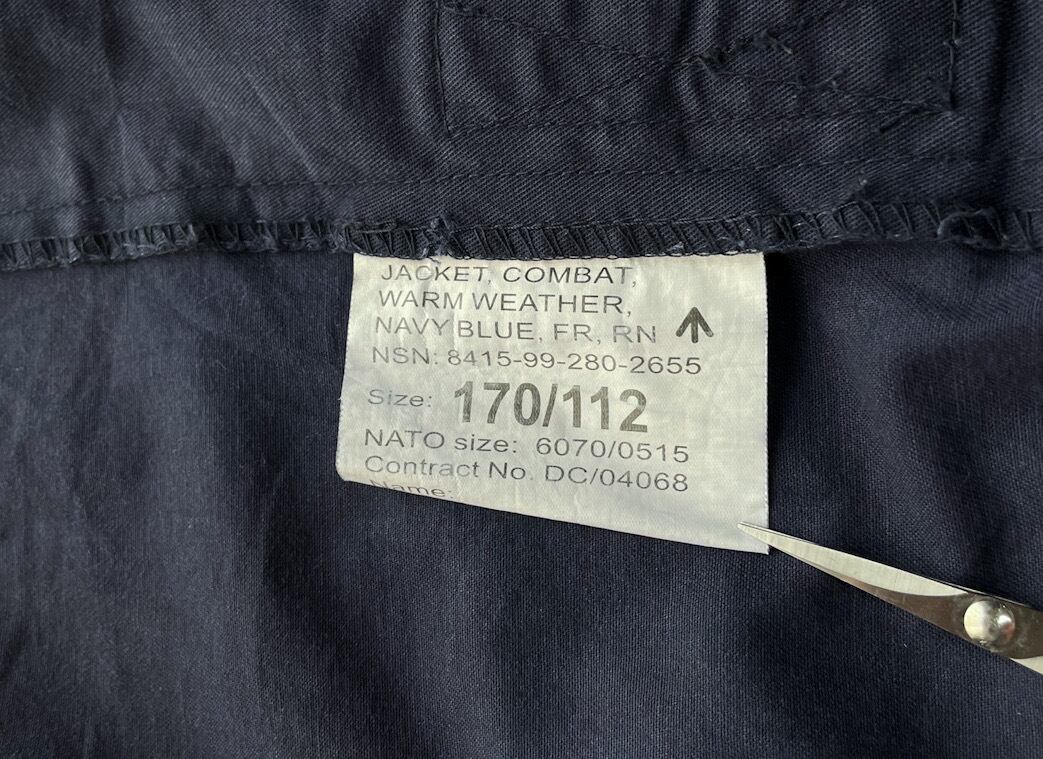 JACKET, COMBAT,
WARM WEATHER,
NAVY BLUE, FR, RN
NSN: 8415-99-280-2655
Size: 170/112
NATO size: 6070/0515
Contract No. DC/04068
Name: